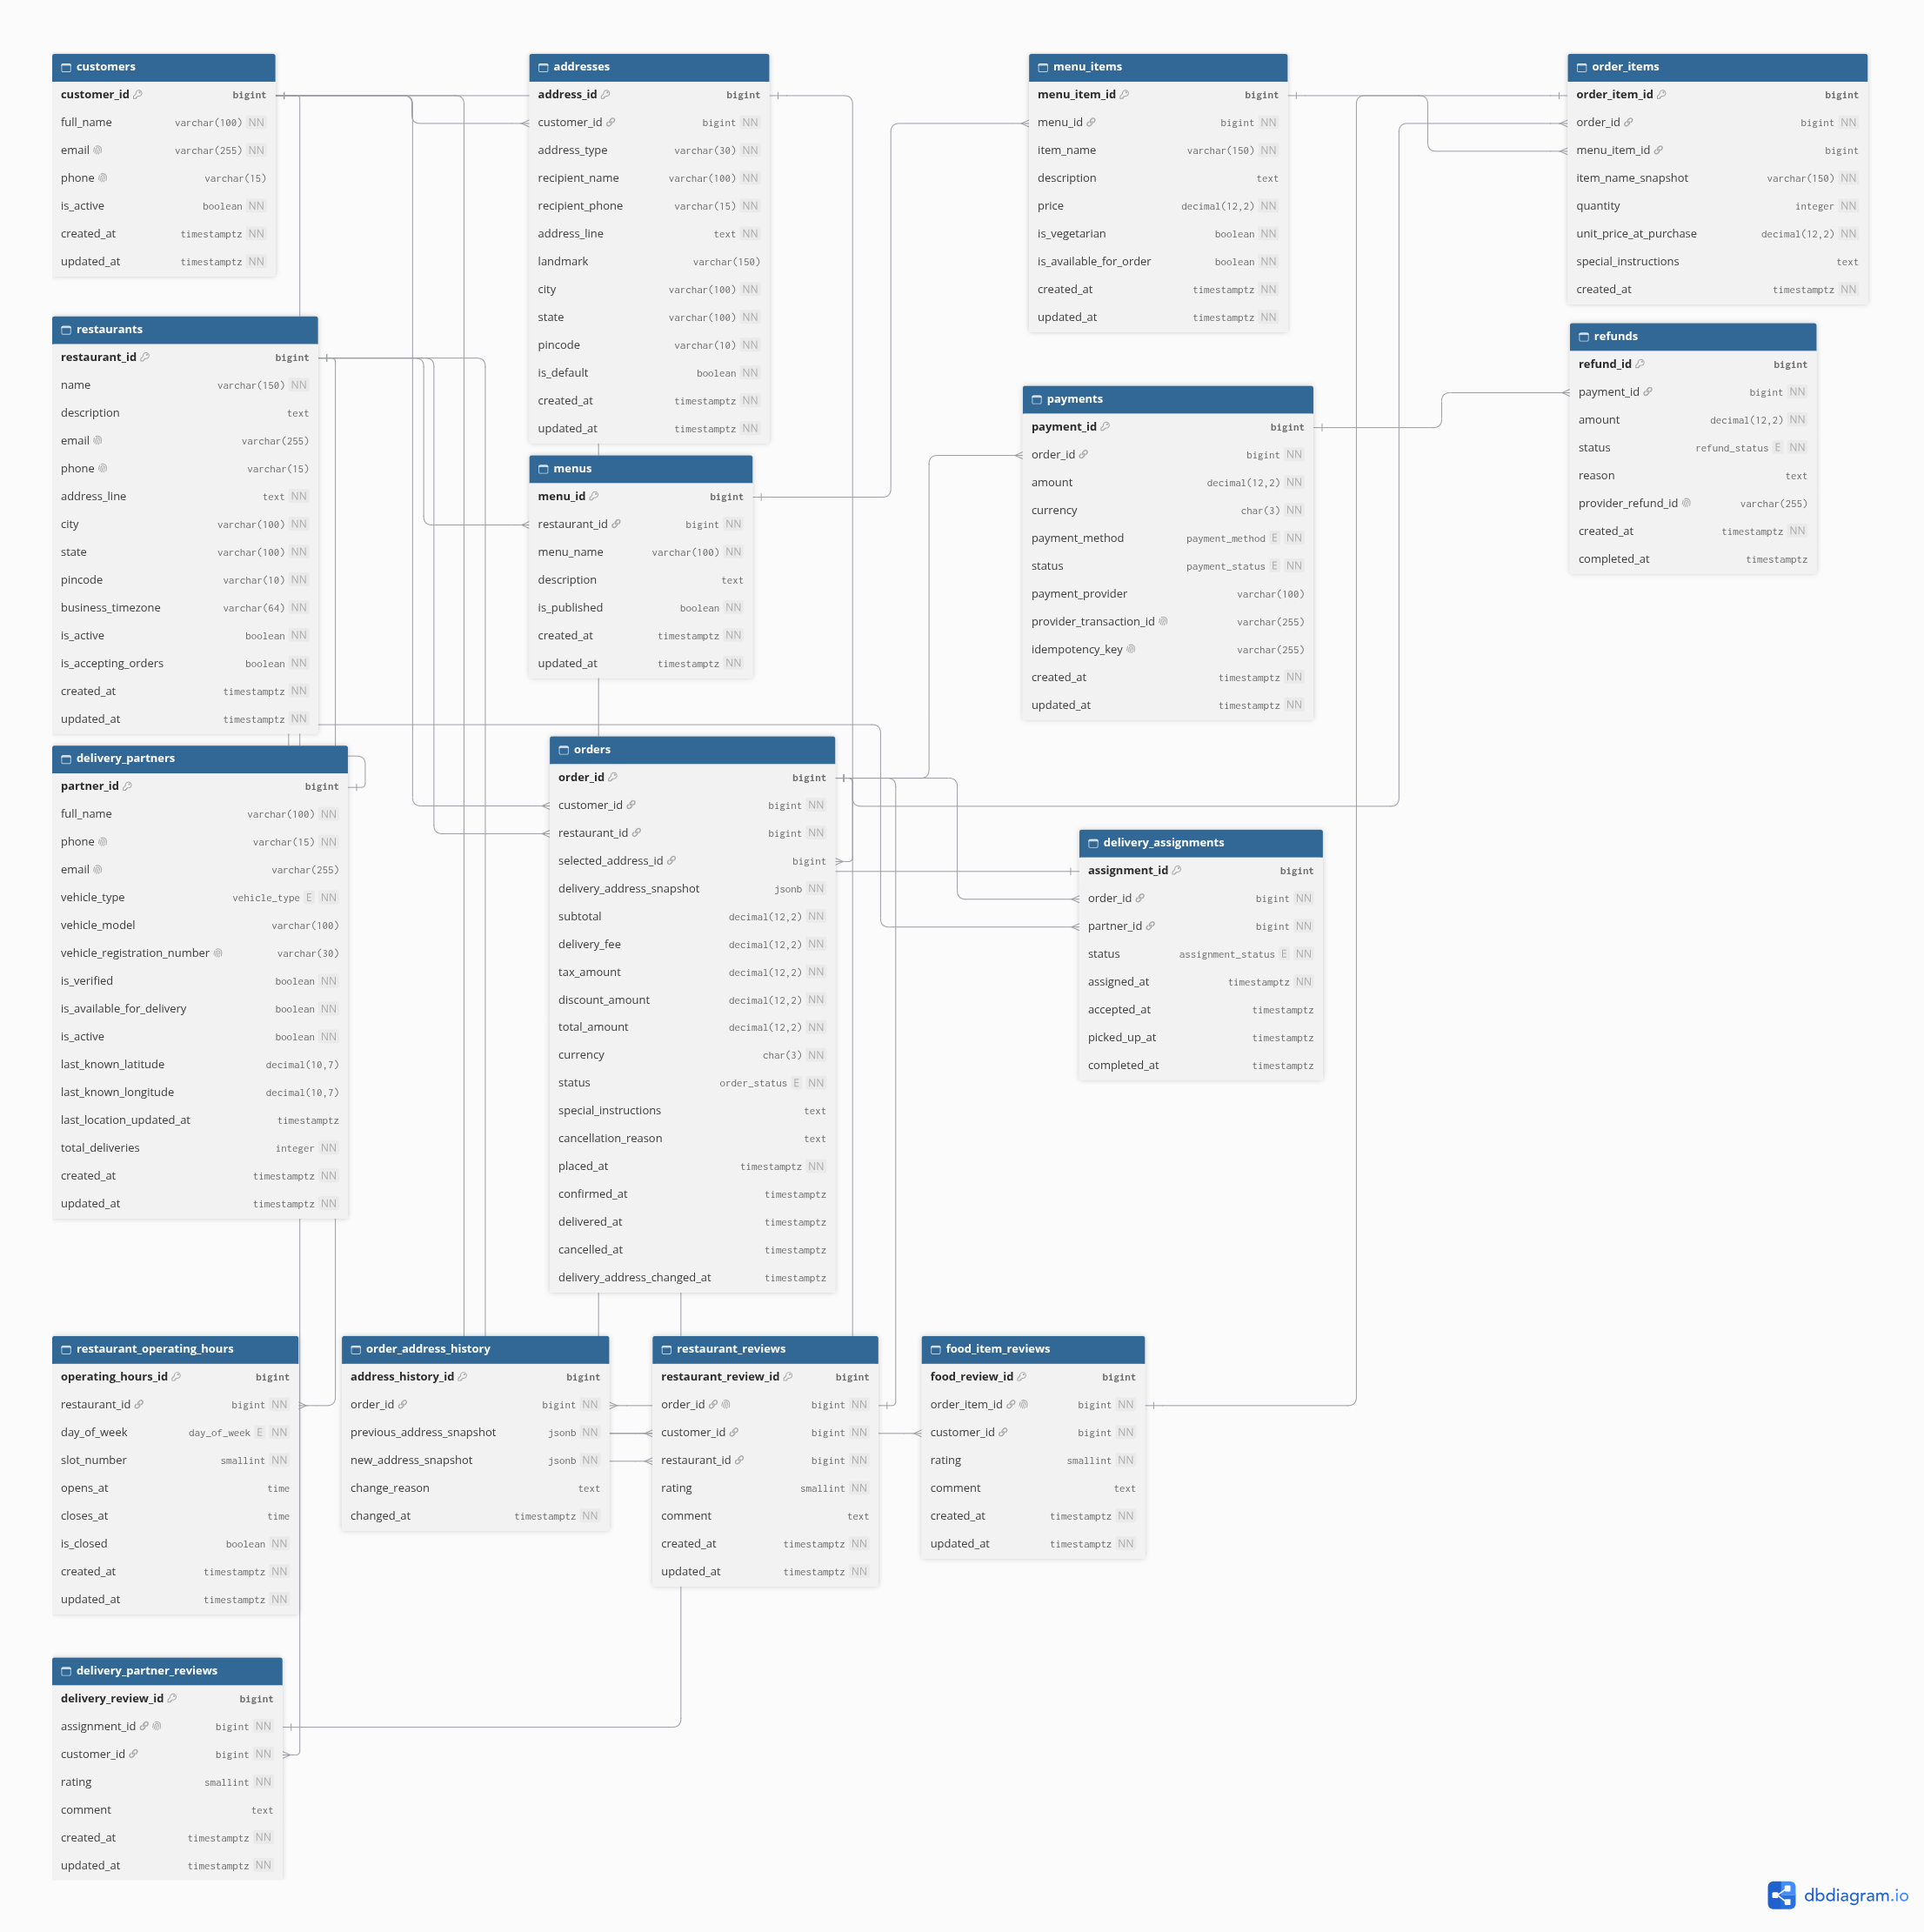 customers
customer_id bigint
full_name varchar(100) NN
email varchar(255) NN
phone varchar(15)
is_active boolean NN
created_at timestamptz NN
updated_at timestamptz NN
addresses
address_id bigint
customer_id bigint NN
address_type varchar(30) NN
recipient_name varchar(100) NN
recipient_phone varchar(15) NN
address_line text NN
landmark varchar(150)
city varchar(100) NN
state varchar(100) NN
pincode varchar(10) NN
is_default boolean NN
created_at timestamptz NN
updated_at timestamptz NN
menu_items
menu_item_id bigint
menu_id bigint NN
item_name varchar(150) NN
description text
price decimal(12,2) NN
is_vegetarian boolean NN
is_available_for_order boolean NN
created_at timestamptz NN
updated_at timestamptz NN
order_items
order_item_id bigint
order_id bigint NN
menu_item_id bigint
item_name_snapshot varchar(150) NN
quantity integer NN
unit_price_at_purchase decimal(12,2) NN
special_instructions text
created_at timestamptz NN
restaurants
restaurant_id bigint
name varchar(150) NN
description text
email varchar(255)
phone varchar(15)
address_line text NN
city varchar(100) NN
state varchar(100) NN
pincode varchar(10) NN
business_timezone varchar(64) NN
is_active boolean NN
is_accepting_orders boolean NN
created_at timestamptz NN
updated_at timestamptz NN
menus
menu_id bigint
restaurant_id bigint NN
menu_name varchar(100) NN
description text
is_published boolean NN
created_at timestamptz NN
updated_at timestamptz NN
payments
payment_id bigint
order_id bigint NN
amount decimal(12,2) NN
currency char(3) NN
payment_method payment_method E NN
status payment_status E NN
payment_provider varchar(100)
provider_transaction_id varchar(255)
idempotency_key varchar(255)
created_at timestamptz NN
updated_at timestamptz NN
refunds
refund_id bigint
payment_id bigint NN
amount decimal(12,2) NN
status refund_status E NN
reason text
provider_refund_id varchar(255)
created_at timestamptz NN
completed_at timestamptz
delivery_partners
partner_id bigint
full_name varchar(100) NN
phone varchar(15) NN
email varchar(255)
vehicle_type vehicle_type E NN
vehicle_model varchar(100)
vehicle_registration_number varchar(30)
is_verified boolean NN
is_available_for_delivery boolean NN
is_active boolean NN
last_known_latitude decimal(10,7)
last_known_longitude decimal(10,7)
last_location_updated_at timestamptz
total_deliveries integer NN
created_at timestamptz NN
updated_at timestamptz NN
orders
order_id bigint
customer_id bigint NN
restaurant_id bigint NN
selected_address_id bigint
delivery_address_snapshot jsonb NN
subtotal decimal(12,2) NN
delivery_fee decimal(12,2) NN
tax_amount decimal(12,2) NN
discount_amount decimal(12,2) NN
total_amount decimal(12,2) NN
currency char(3) NN
status order_status E NN
special_instructions text
cancellation_reason text
placed_at timestamptz NN
confirmed_at timestamptz
delivered_at timestamptz
cancelled_at timestamptz
delivery_address_changed_at timestamptz
delivery_assignments
assignment_id bigint
order_id bigint NN
partner_id bigint NN
status assignment_status E NN
assigned_at timestamptz NN
accepted_at timestamptz
picked_up_at timestamptz
completed_at timestamptz
restaurant_operating_hours
operating_hours_id bigint
restaurant_id bigint NN
day_of_week day_of_week E NN
slot_number smallint NN
opens_at time
closes_at time
is_closed boolean NN
created_at timestamptz NN
updated_at timestamptz NN
order_address_history
address_history_id bigint
order_id bigint NN
previous_address_snapshot jsonb NN
new_address_snapshot jsonb NN
change_reason text
changed_at timestamptz NN
restaurant_reviews
restaurant_review_id bigint
order_id bigint NN
customer_id bigint NN
restaurant_id bigint NN
rating smallint NN
comment text
created_at timestamptz NN
updated_at timestamptz NN
food_item_reviews
food_review_id bigint
order_item_id bigint NN
customer_id bigint NN
rating smallint NN
comment text
created_at timestamptz NN
updated_at timestamptz NN
delivery_partner_reviews
delivery_review_id bigint
assignment_id bigint NN
customer_id bigint NN
rating smallint NN
comment text
created_at timestamptz NN
updated_at timestamptz NN
dbdiagram.io